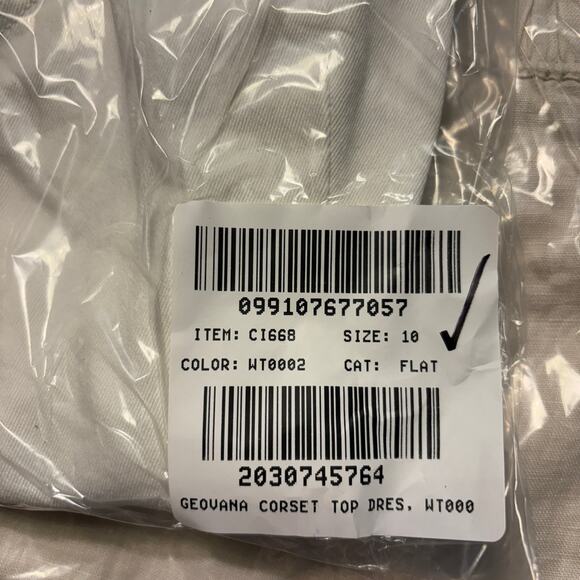 099107677057
ITEM: CI668 SIZE: 10
COLOR: WT0002 CAT: FLAT
2030745764
GEOVANA CORSET TOP DRES, WT000